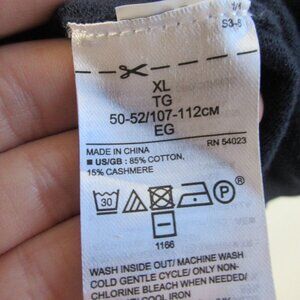 XL
TG
50-52/107-112CM
EG
MADE IN CHINA
RN 54023
■ US/GB : 85% COTTON,
15% CASHMERE
30
P
1166
WASH INSIDE OUT/ MACHINE WASH
COLD GENTLE CYCLE/ ONLY NON-
CHLORINE BLEACH WHEN NEEDED/
COOL IRON